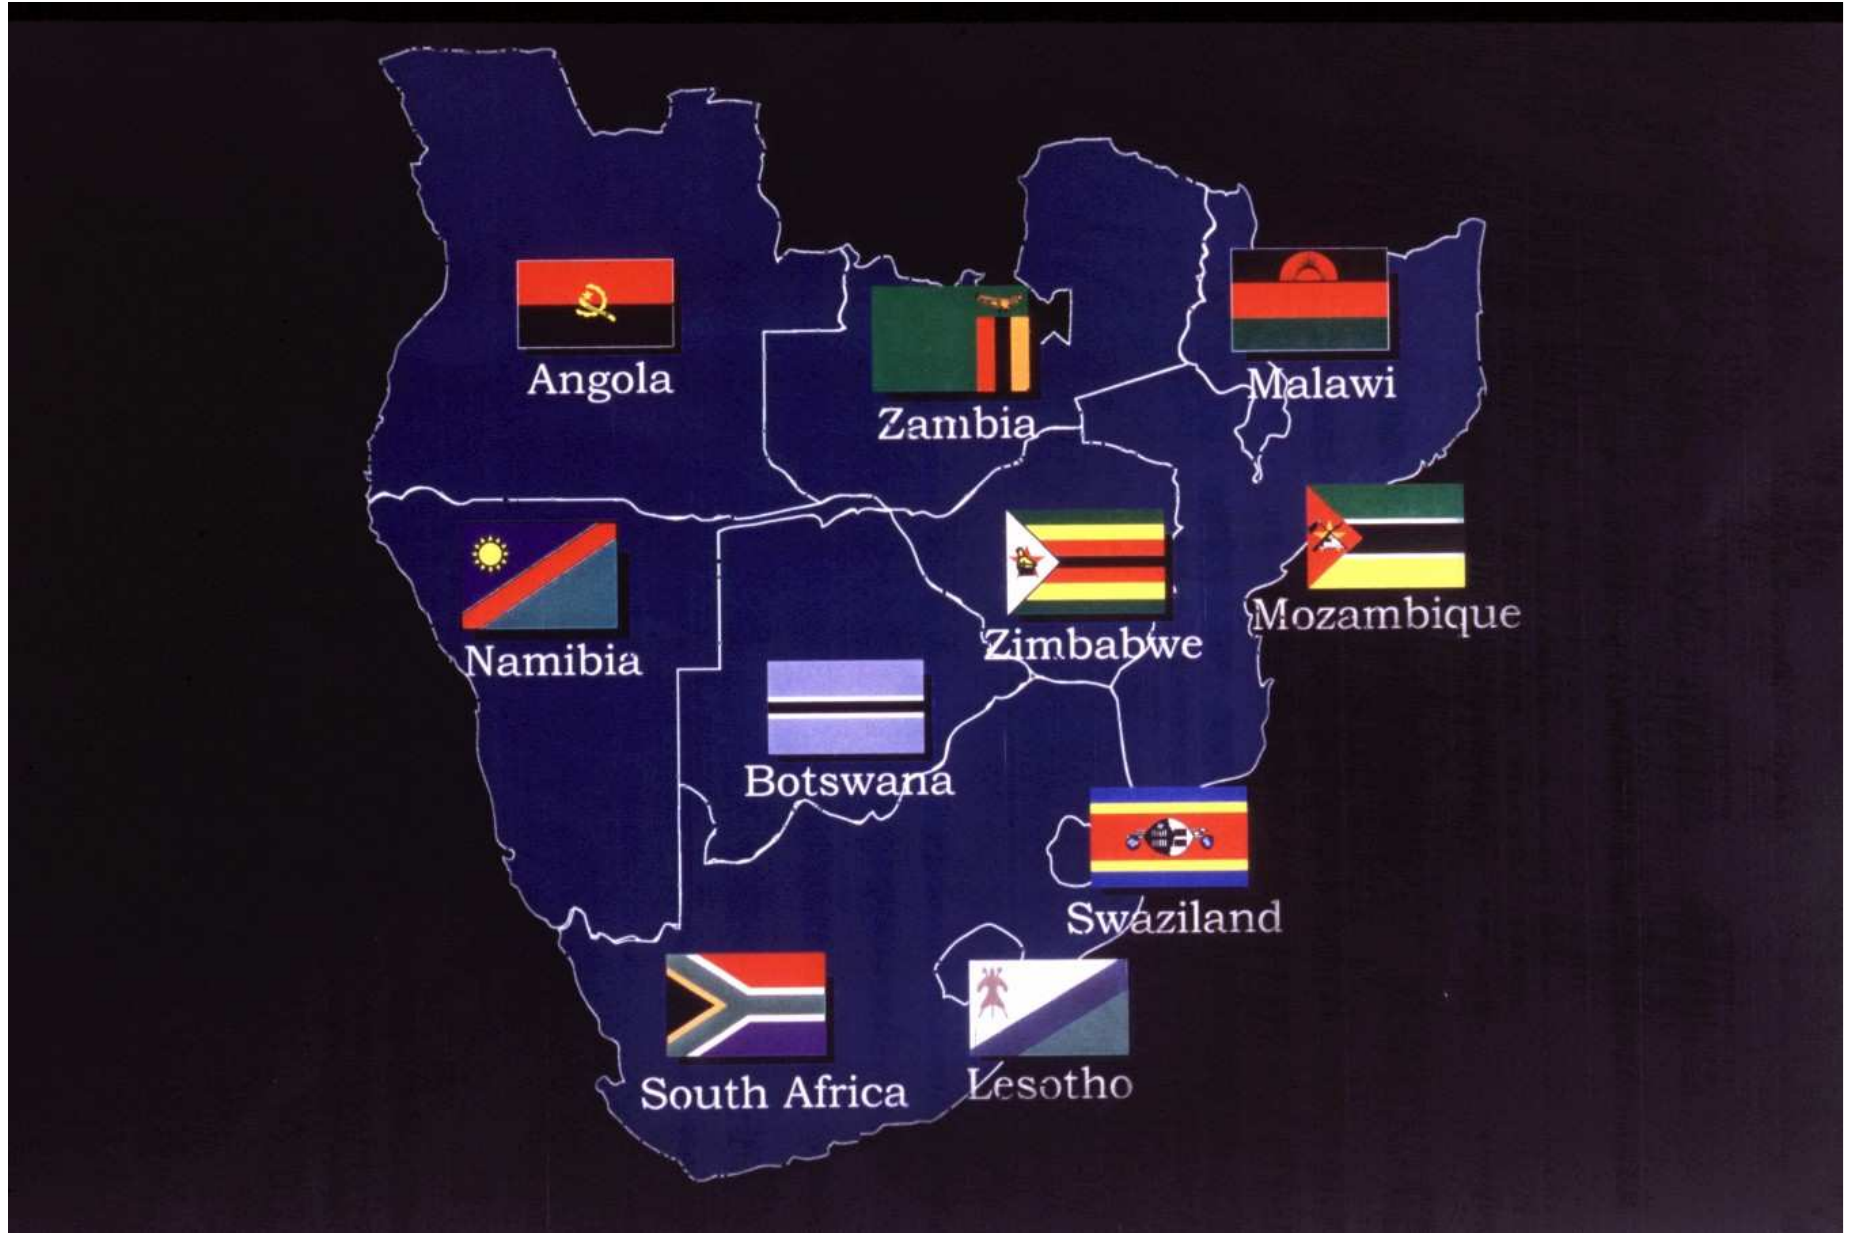 Angola
Zambia
Malawi
Namibia
Zimbabwe
Mozambique
Botswana
Swaziland
South Africa
Lesotho